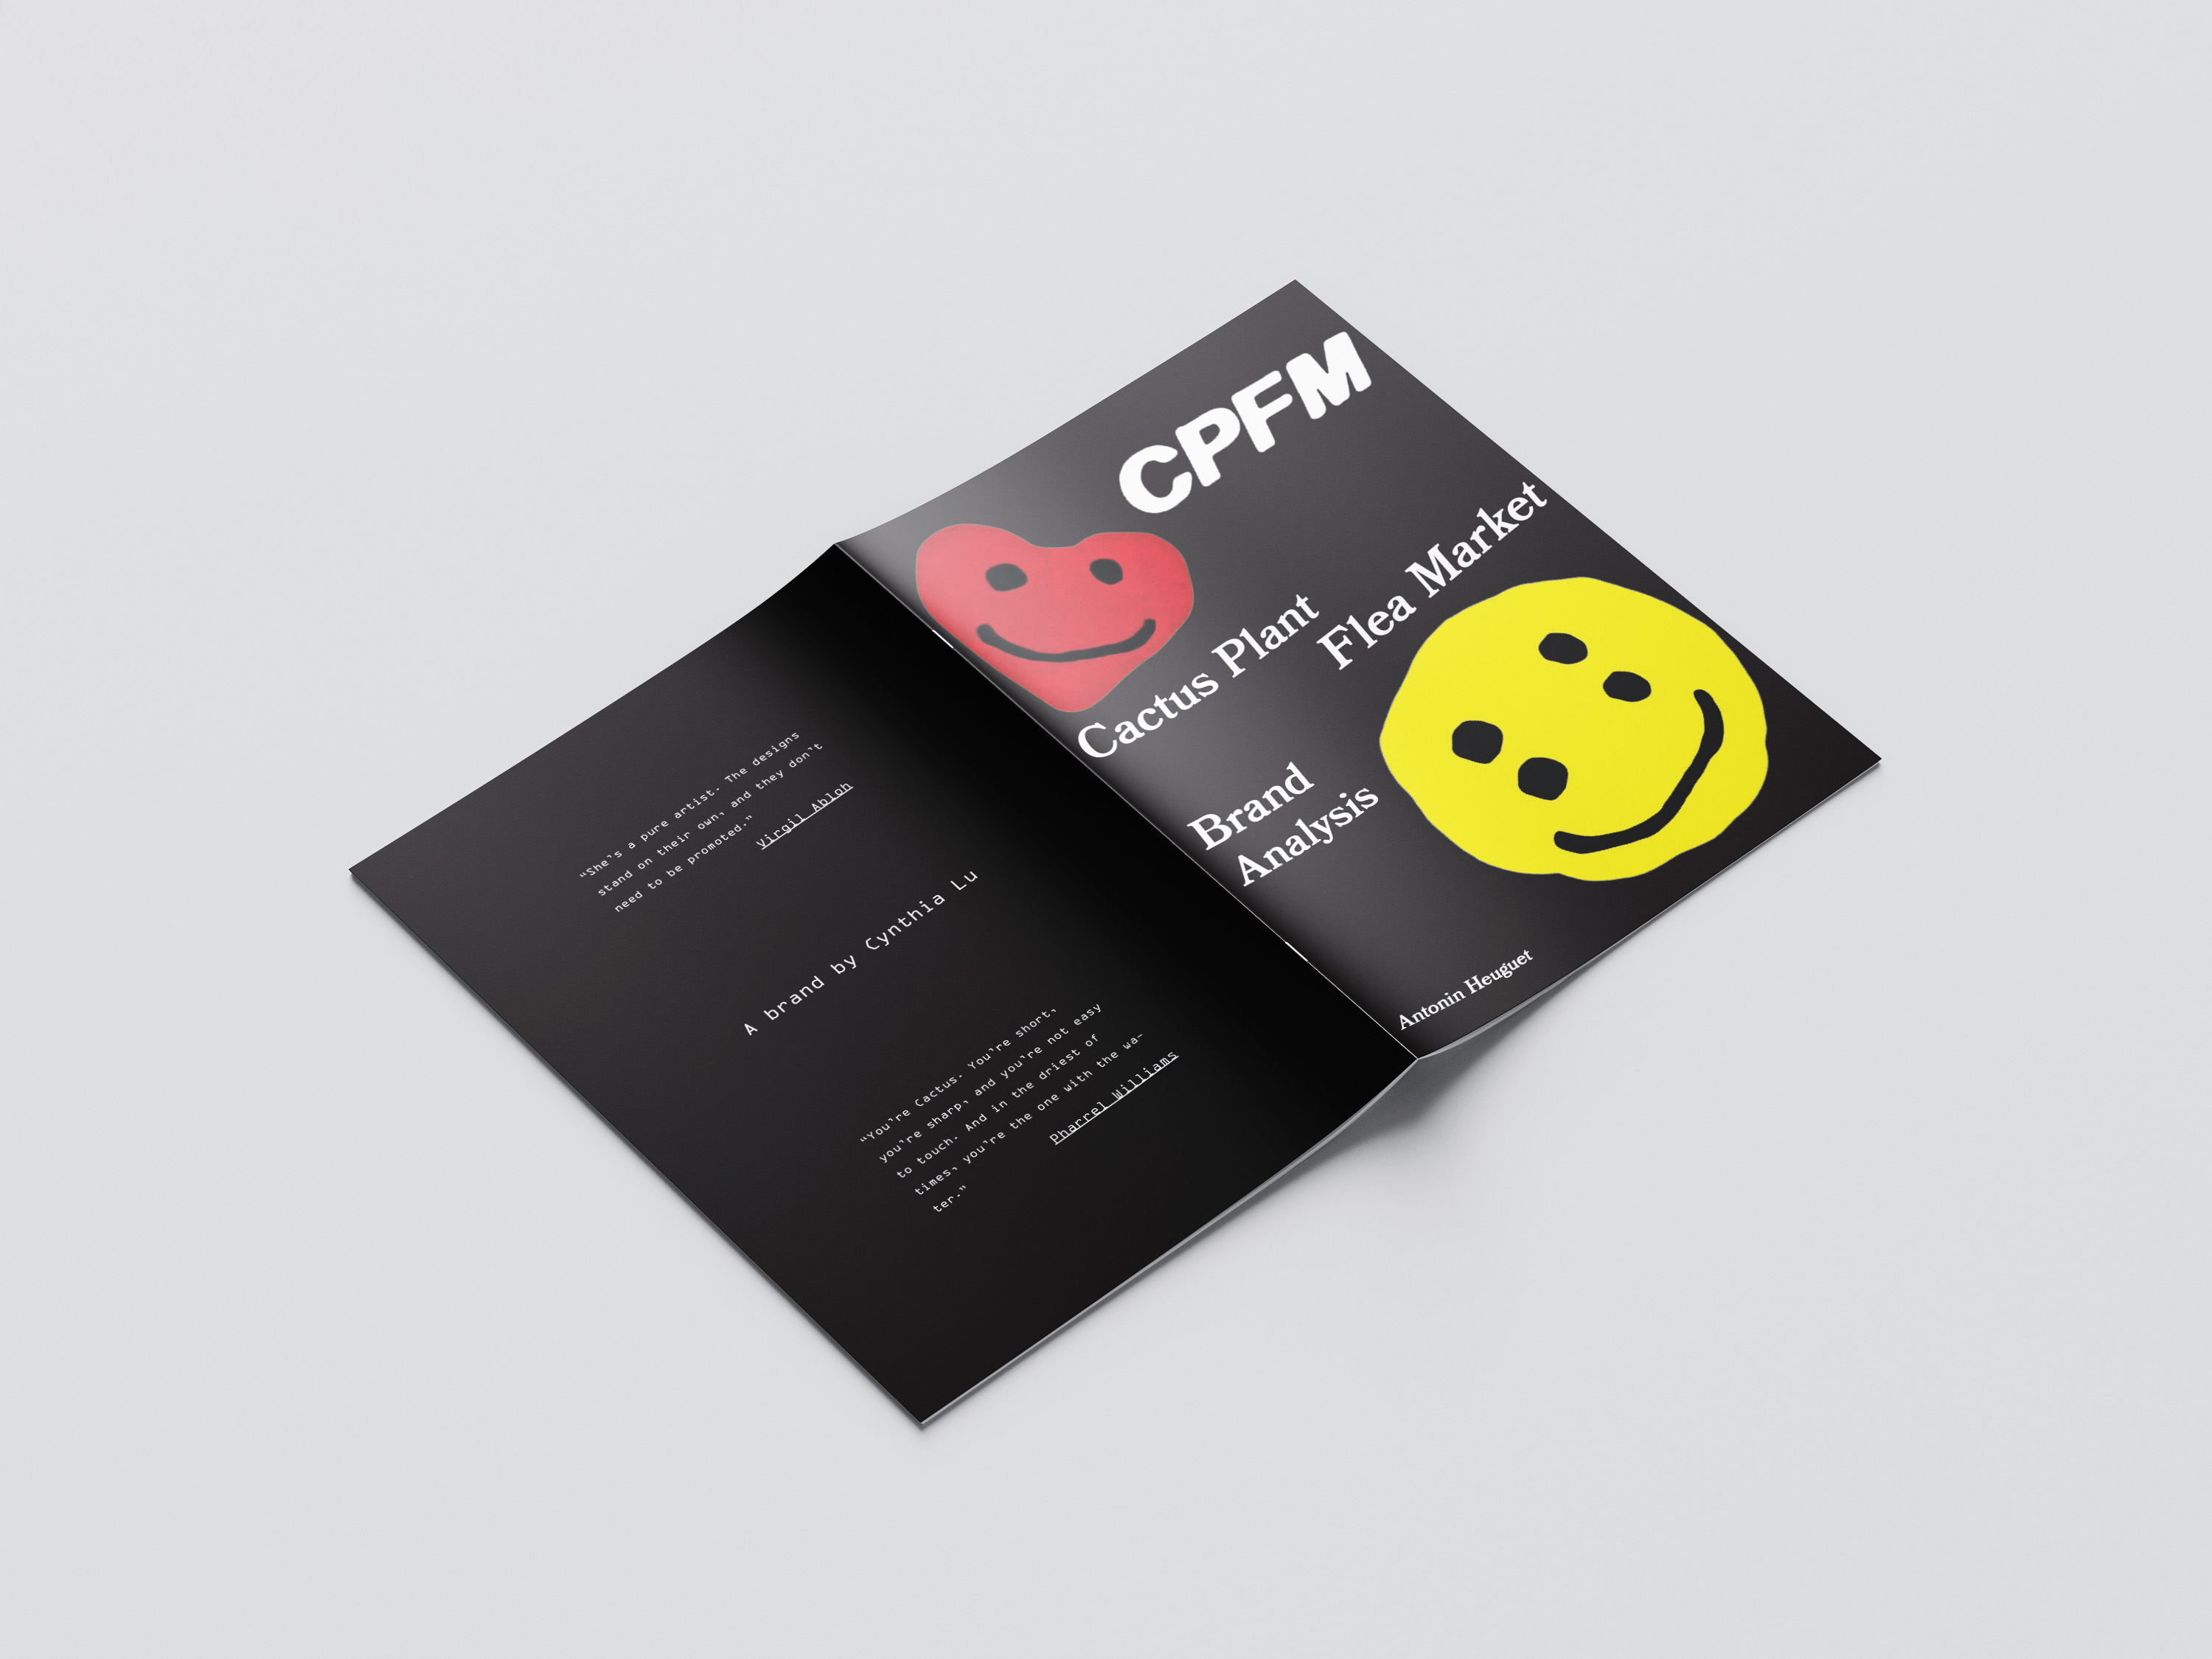 CPFM
Cactus Plant
Flea Market
Brand
Analysis
Antonin Heuguet
“She’s a pure artist. The designs
stand on their own, and they don’t
need to be promoted.”
Virgil Abloh
A brand by Cynthia Lu
“You’re Cactus. You’re short,
you’re sharp, and you’re not easy
to touch. And in the driest of
times, you’re the one with the wa-
ter.”
Pharrel Williams